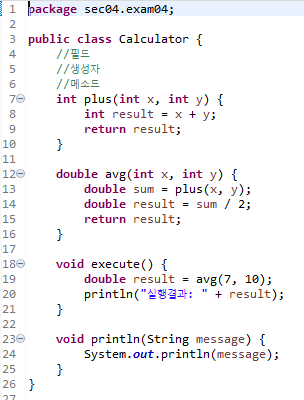 1 package sec04.exam04;
2
3 public class Calculator {
4     //필드
5     //생성자
6     //메소드
7     int plus(int x, int y) {
8         int result = x + y;
9         return result;
10     }
11
12     double avg(int x, int y) {
13         double sum = plus(x, y);
14         double result = sum / 2;
15         return result;
16     }
17
18     void execute() {
19         double result = avg(7, 10);
20         println("실행결과: " + result);
21     }
22
23     void println(String message) {
24         System.out.println(message);
25     }
26 }
27